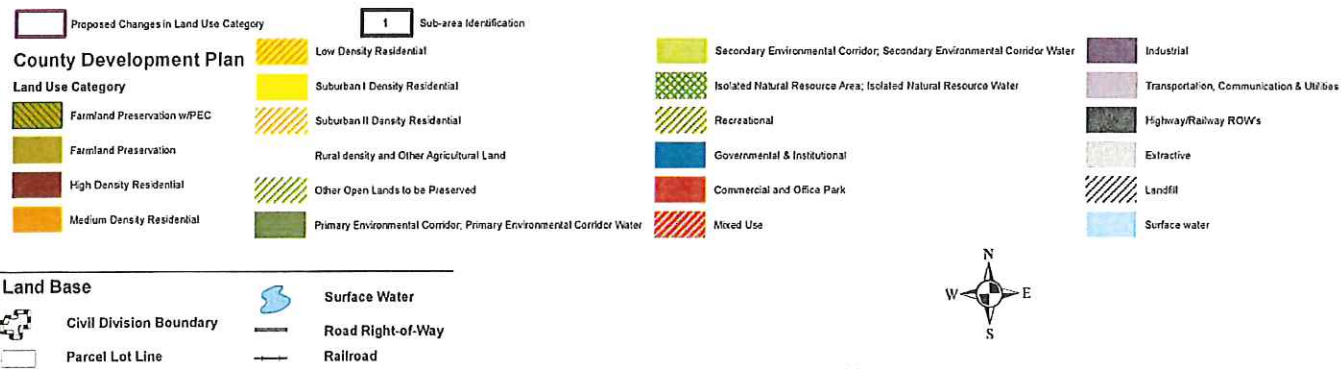 Proposed Changes in Land Use Category
1 Sub-area Identification
County Development Plan
Land Use Category
Farmland Preservation w/PEC
Farmland Preservation
High Density Residential
Medium Density Residential
Low Density Residential
Suburban I Density Residential
Suburban II Density Residential
Rural density and Other Agricultural Land
Other Open Lands to be Preserved
Primary Environmental Corridor; Primary Environmental Corridor Water
Secondary Environmental Corridor; Secondary Environmental Corridor Water
Isolated Natural Resource Area; Isolated Natural Resource Water
Recreational
Governmental & Institutional
Commercial and Office Park
Mixed Use
Industrial
Transportation, Communication & Utilities
Highway/Railway ROW's
Extractive
Landfill
Surface water
Land Base
Civil Division Boundary
Parcel Lot Line
Surface Water
Road Right-of-Way
Railroad
N
W E
S